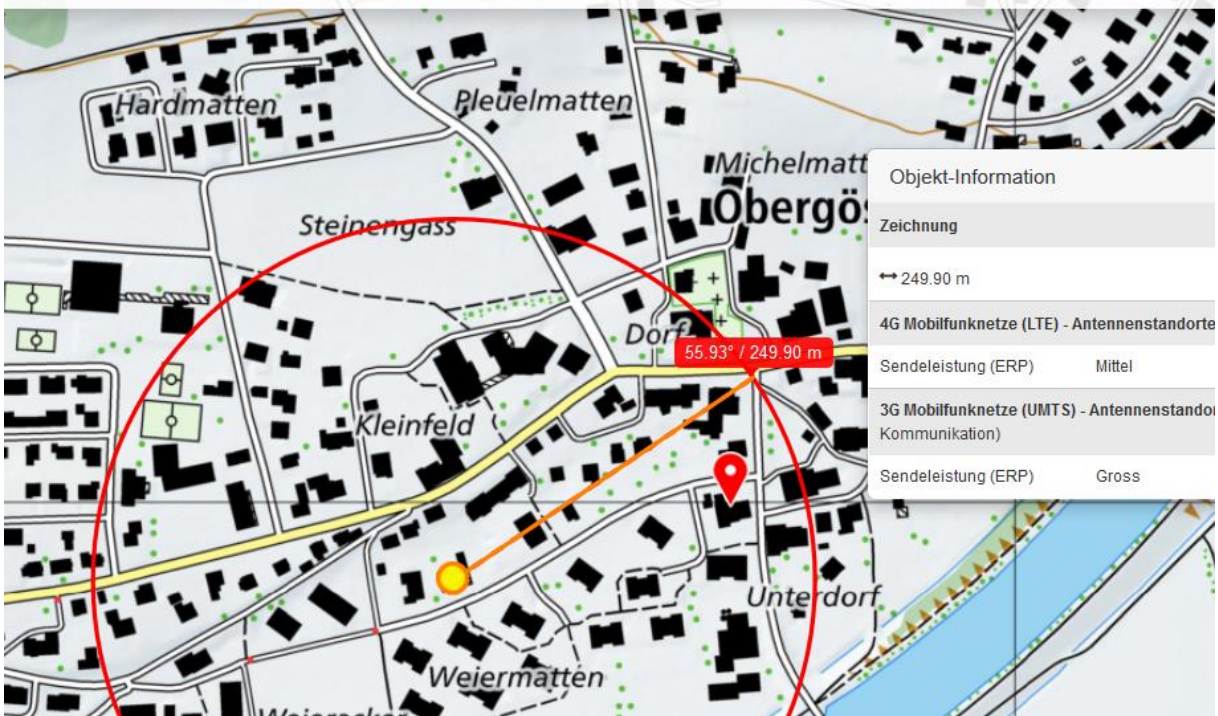 Hardmatten
Pleuelmatten
Michelmatt
Obergös
Steinengass
Dorf
55.93° / 249.90 m
Kleinfeld
Unterdorf
Weiermatten
Weieracker
Objekt-Information
Zeichnung
249.90 m
4G Mobilfunknetze (LTE) - Antennenstandorte
Sendeleistung (ERP) Mittel
3G Mobilfunknetze (UMTS) - Antennenstandor
Kommunikation)
Sendeleistung (ERP) Gross